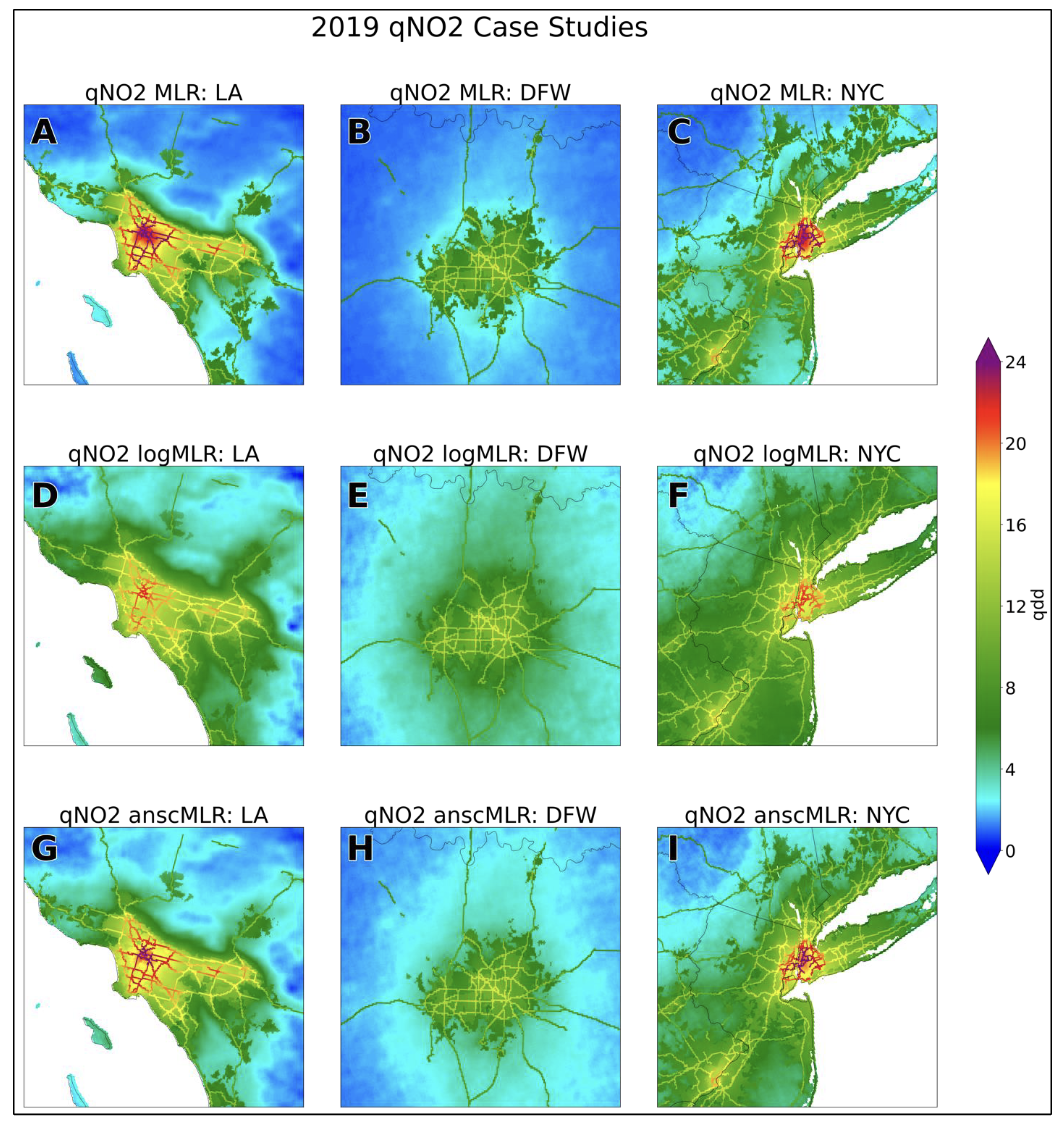 2019 qNO2 Case Studies
qNO2 MLR: LA
qNO2 MLR: DFW
qNO2 MLR: NYC
A
B
C
qNO2 logMLR: LA
qNO2 logMLR: DFW
qNO2 logMLR: NYC
D
E
F
qNO2 anscMLR: LA
qNO2 anscMLR: DFW
qNO2 anscMLR: NYC
G
H
I
24
20
16
12
8
4
0
ppb